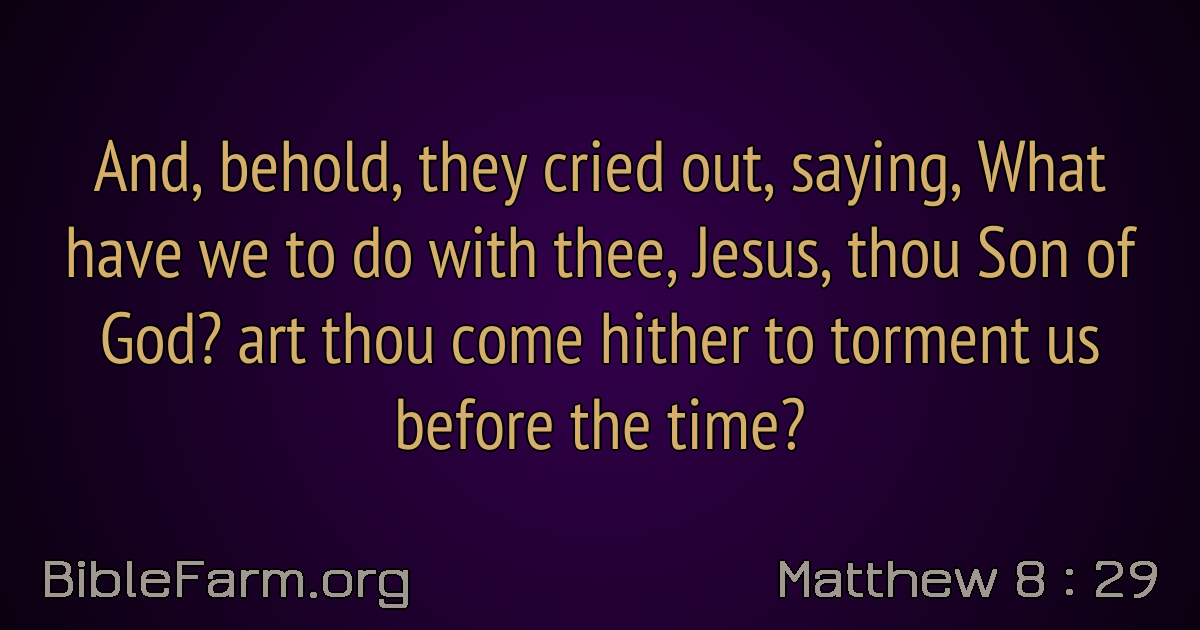 And, behold, they cried out, saying, What
have we to do with thee, Jesus, thou Son of
God? art thou come hither to torment us
before the time?
BibleFarm.org
Matthew 8 : 29